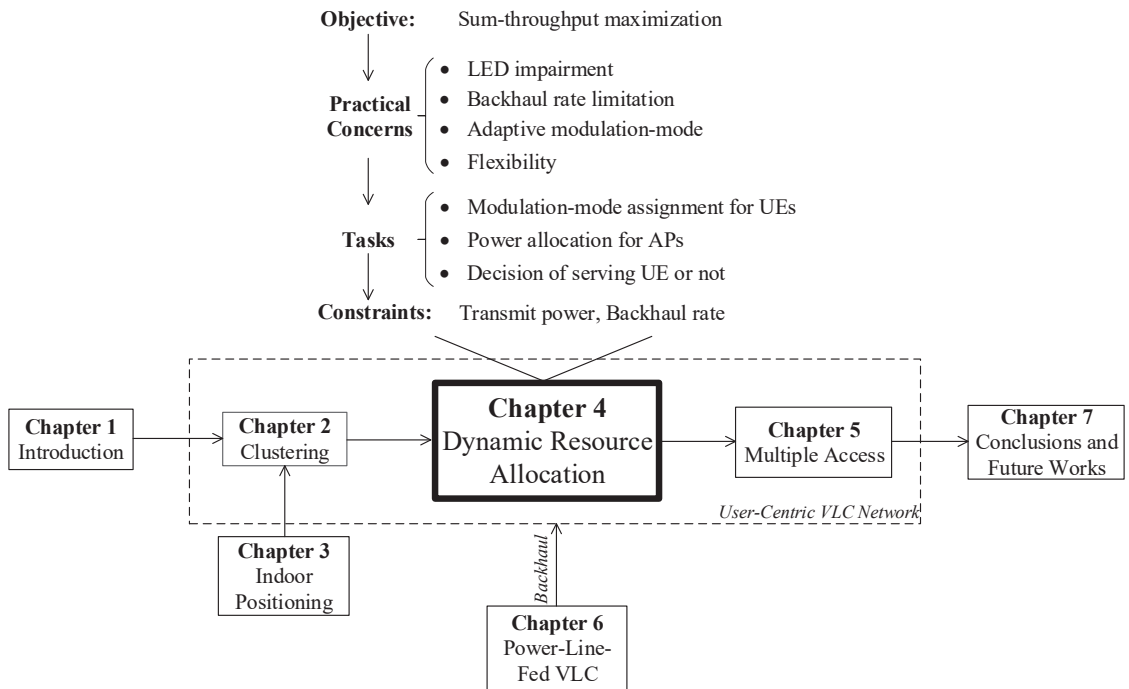 Objective: Sum-throughput maximization
Practical
Concerns
• LED impairment
• Backhaul rate limitation
• Adaptive modulation-mode
• Flexibility
Tasks
• Modulation-mode assignment for UEs
• Power allocation for APs
• Decision of serving UE or not
Constraints: Transmit power, Backhaul rate
Chapter 1
Introduction
Chapter 2
Clustering
Chapter 4
Dynamic Resource
Allocation
Chapter 5
Multiple Access
Chapter 7
Conclusions and
Future Works
User-Centric VLC Network
Chapter 3
Indoor
Positioning
Backhaul
Chapter 6
Power-Line-
Fed VLC